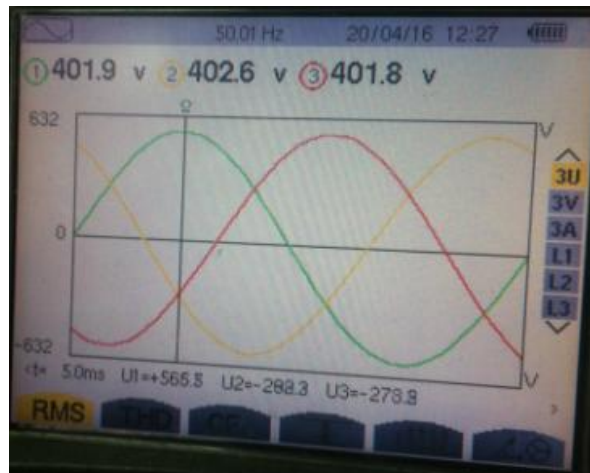 50.01 Hz 20/04/16 12:27
1 401.9 V 2 402.6 V 3 401.8 V
632 V
3U
3V
3A
0
L1
L2
L3
-632 V
5.0ms U1=+565.5 U2=-288.3 U3=-278.3
RMS THD CF